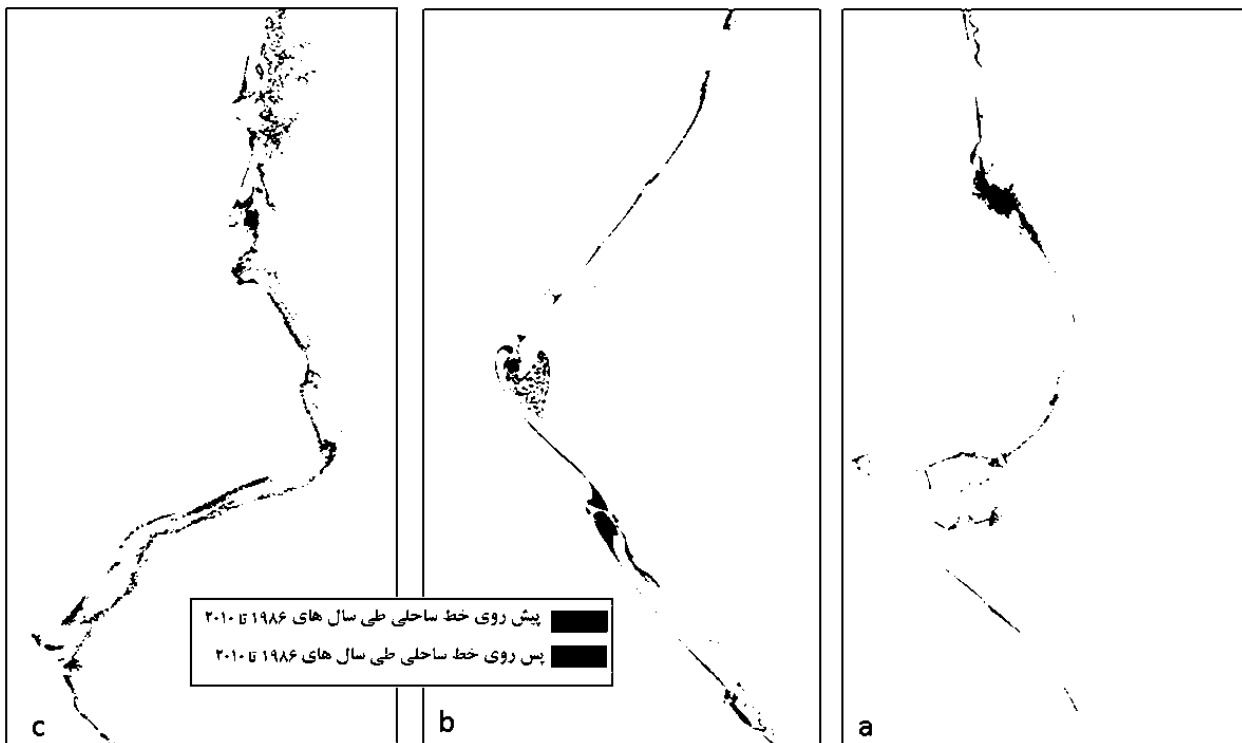 پیش روی خط ساحلی طی سال های ۱۹۸۶ تا ۲۰۱۰
پس روی خط ساحلی طی سال های ۱۹۸۶ تا ۲۰۱۰
c
b
a